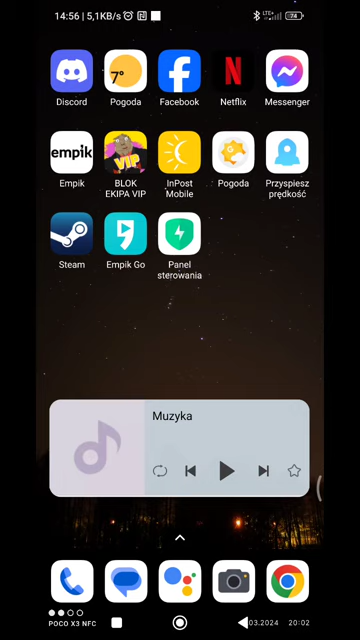 14:56 | 5,1KB/s
LTE+
74
7°
N
Discord
Pogoda
Facebook
Netflix
Messenger
empik
VIP
Empik
BLOK
EKIPA VIP
InPost
Mobile
Pogoda
Przyspiesz
prędkość
Steam
Empik Go
Panel
sterowania
Muzyka
POCO X3 NFC
03.2024 20:02